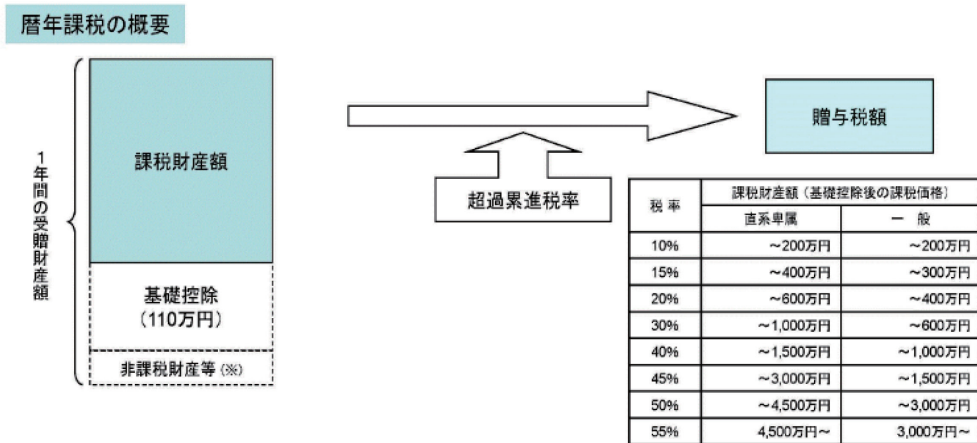 暦年課税の概要
1年間の受贈財産額
課税財産額
基礎控除
(110万円)
非課税財産等(※)
超過累進税率
贈与税額
税率 課税財産額(基礎控除後の課税価格)
直系卑属 一般
10% ～200万円 ～200万円
15% ～400万円 ～300万円
20% ～600万円 ～400万円
30% ～1,000万円 ～600万円
40% ～1,500万円 ～1,000万円
45% ～3,000万円 ～1,500万円
50% ～4,500万円 ～3,000万円
55% 4,500万円～ 3,000万円～